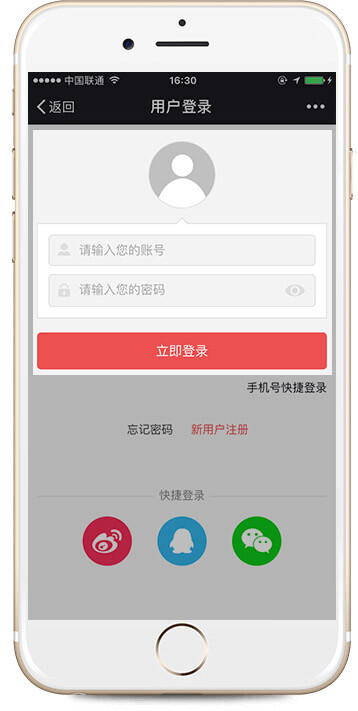 中国联通 16:30
返回 用户登录
请输入您的账号
请输入您的密码
立即登录
手机号快捷登录
忘记密码 新用户注册
快捷登录